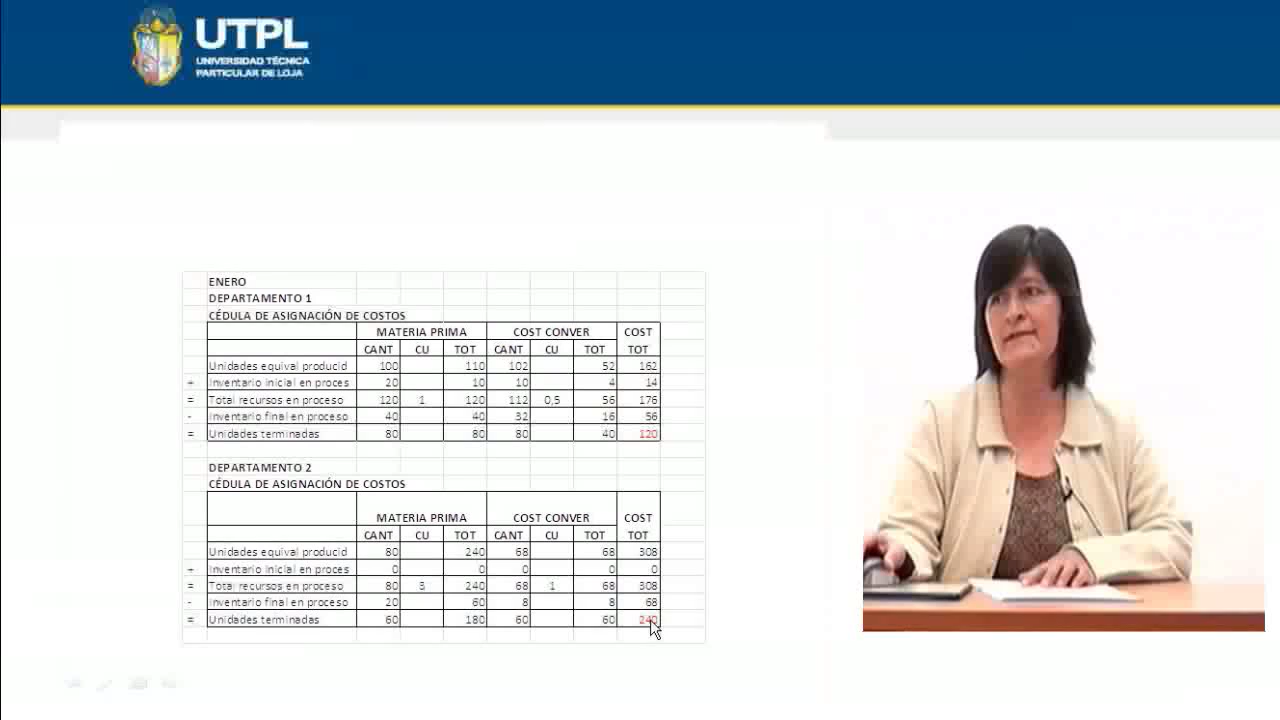 UTPL
UNIVERSIDAD TÉCNICA
PARTICULAR DE LOJA
ENERO
DEPARTAMENTO 1
CÉDULA DE ASIGNACIÓN DE COSTOS
MATERIA PRIMA COST CONVER COST
CANT CU TOT CANT CU TOT TOT
Unidades equival producid 100 110 102 52 162
+ Inventario inicial en proces 20 10 10 4 14
= Total recursos en proceso 120 1 120 112 0,5 56 176
- Inventario final en proceso 40 40 32 16 56
= Unidades terminadas 80 80 80 40 120
DEPARTAMENTO 2
CÉDULA DE ASIGNACIÓN DE COSTOS
MATERIA PRIMA COST CONVER COST
CANT CU TOT CANT CU TOT TOT
Unidades equival producid 80 240 68 68 308
+ Inventario inicial en proces 0 0 0 0 0
= Total recursos en proceso 80 3 240 68 1 68 308
- Inventario final en proceso 20 60 8 8 68
= Unidades terminadas 60 180 60 60 240